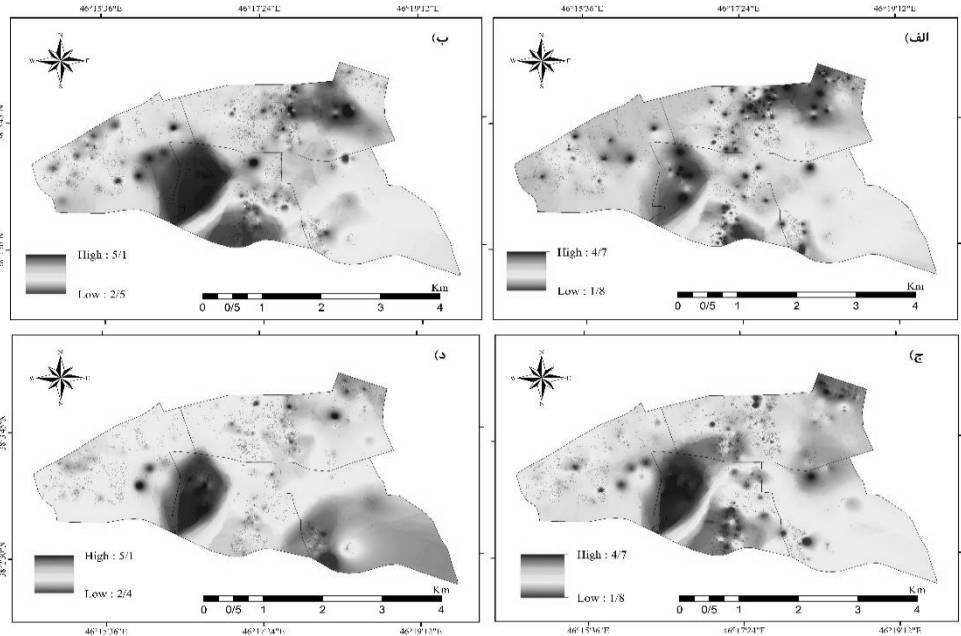 46°15'36"E 46°17'24"E 46°19'12"E 46°15'36"E 46°17'24"E 46°19'12"E
ب)
N
W
E
S
High : 5/1
Low : 2/5
Km
0 0/5 1 2 3 4
الف)
N
W
E
S
High : 4/7
Low : 1/8
Km
0 0/5 1 2 3 4
د)
N
W
E
S
High : 5/1
Low : 2/4
Km
0 0/5 1 2 3 4
ج)
N
W
E
S
High : 4/7
Low : 1/8
Km
0 0/5 1 2 3 4
46°15'36"E 46°17'24"E 46°19'12"E 46°15'36"E 46°17'24"E 46°19'12"E